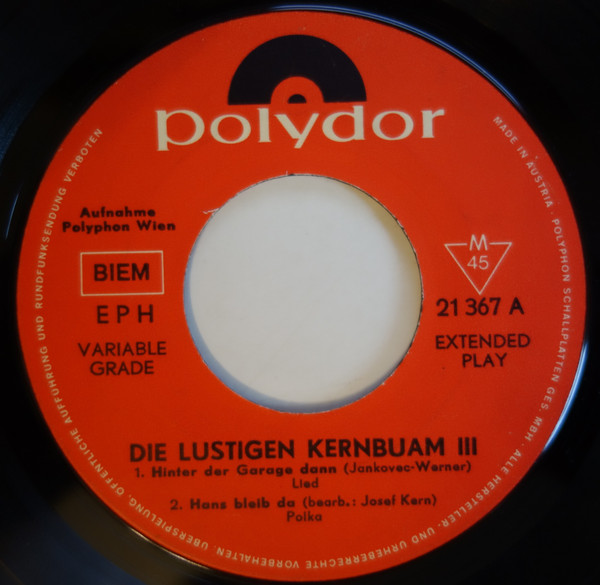 polydor
Aufnahme
Polyphon Wien
BIEM
EPH
VARIABLE
GRADE
M
45
21 367 A
EXTENDED
PLAY
DIE LUSTIGEN KERNBUAM III
1. Hinter der Garage dann (Jankovec-Werner)
Lied
2. Hans bleib da (bearb.: Josef Kern)
Polka
MADE IN AUSTRIA · POLYPHON SCHALLPLATTEN GES MBH · ALLE HERSTELLER- UND URHEBERRECHTE VORBEHALTEN ÜBERSPIELUNG, ÖFFENTLICHE AUFFÜHRUNG UND RUNDFUNKSENDUNG VERBOTEN